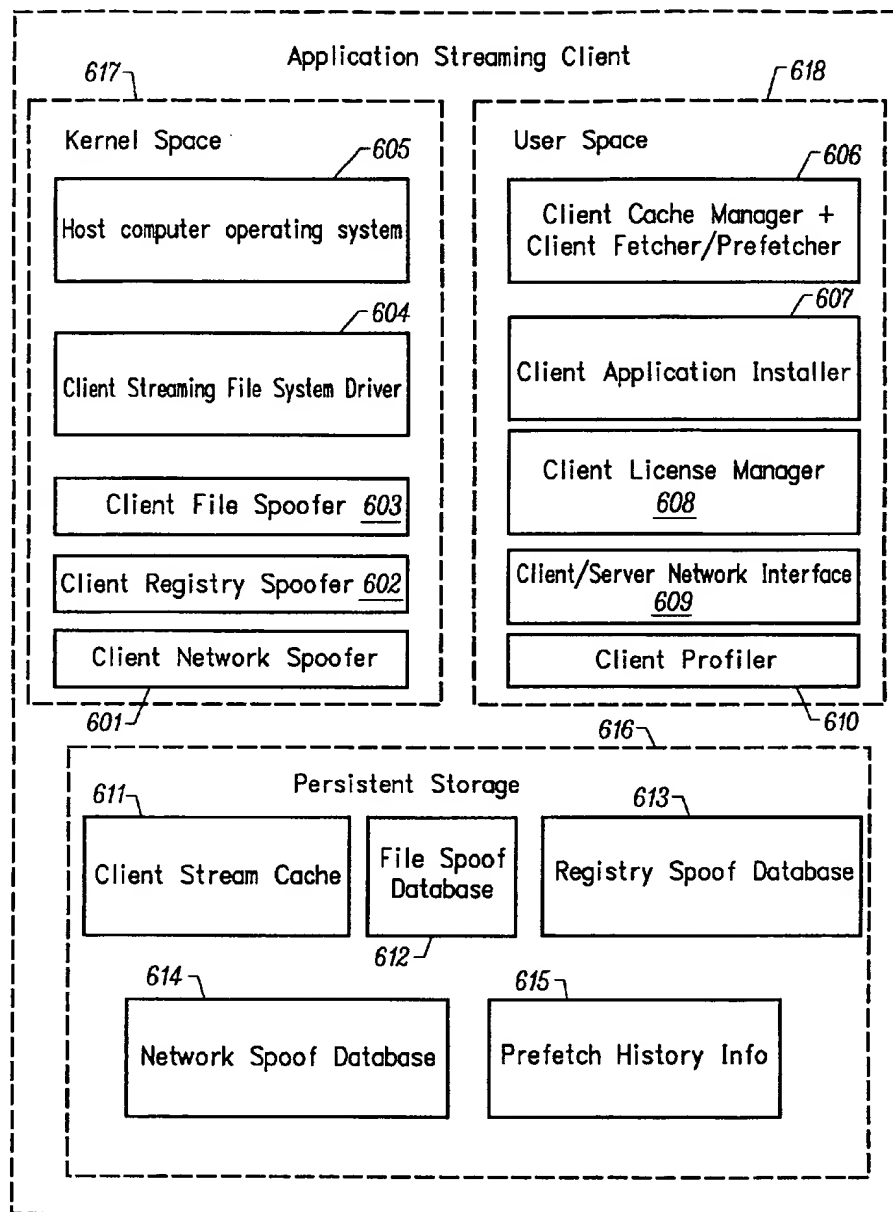 Application Streaming Client
617
618
Kernel Space
605
Host computer operating system
604
Client Streaming File System Driver
Client File Spoofer 603
Client Registry Spoofer 602
Client Network Spoofer
601
User Space
606
Client Cache Manager +
Client Fetcher/Prefetcher
607
Client Application Installer
Client License Manager
608
Client/Server Network Interface
609
Client Profiler
610
616
Persistent Storage
611
Client Stream Cache
File Spoof
Database
612
613
Registry Spoof Database
614
Network Spoof Database
615
Prefetch History Info